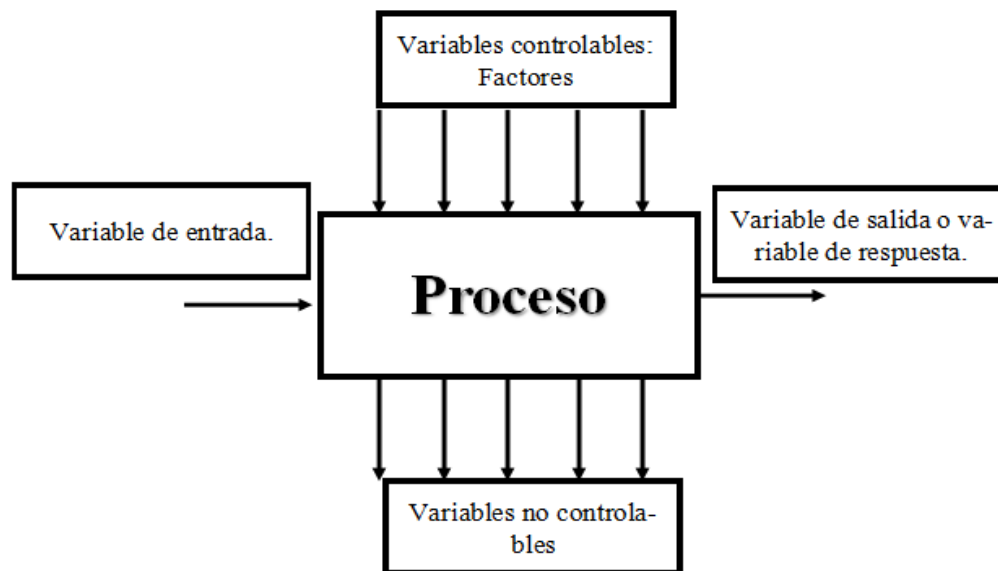 Variables controlables:
Factores
Variable de entrada.
Variable de salida o va-
riable de respuesta.
Proceso
Variables no controla-
bles